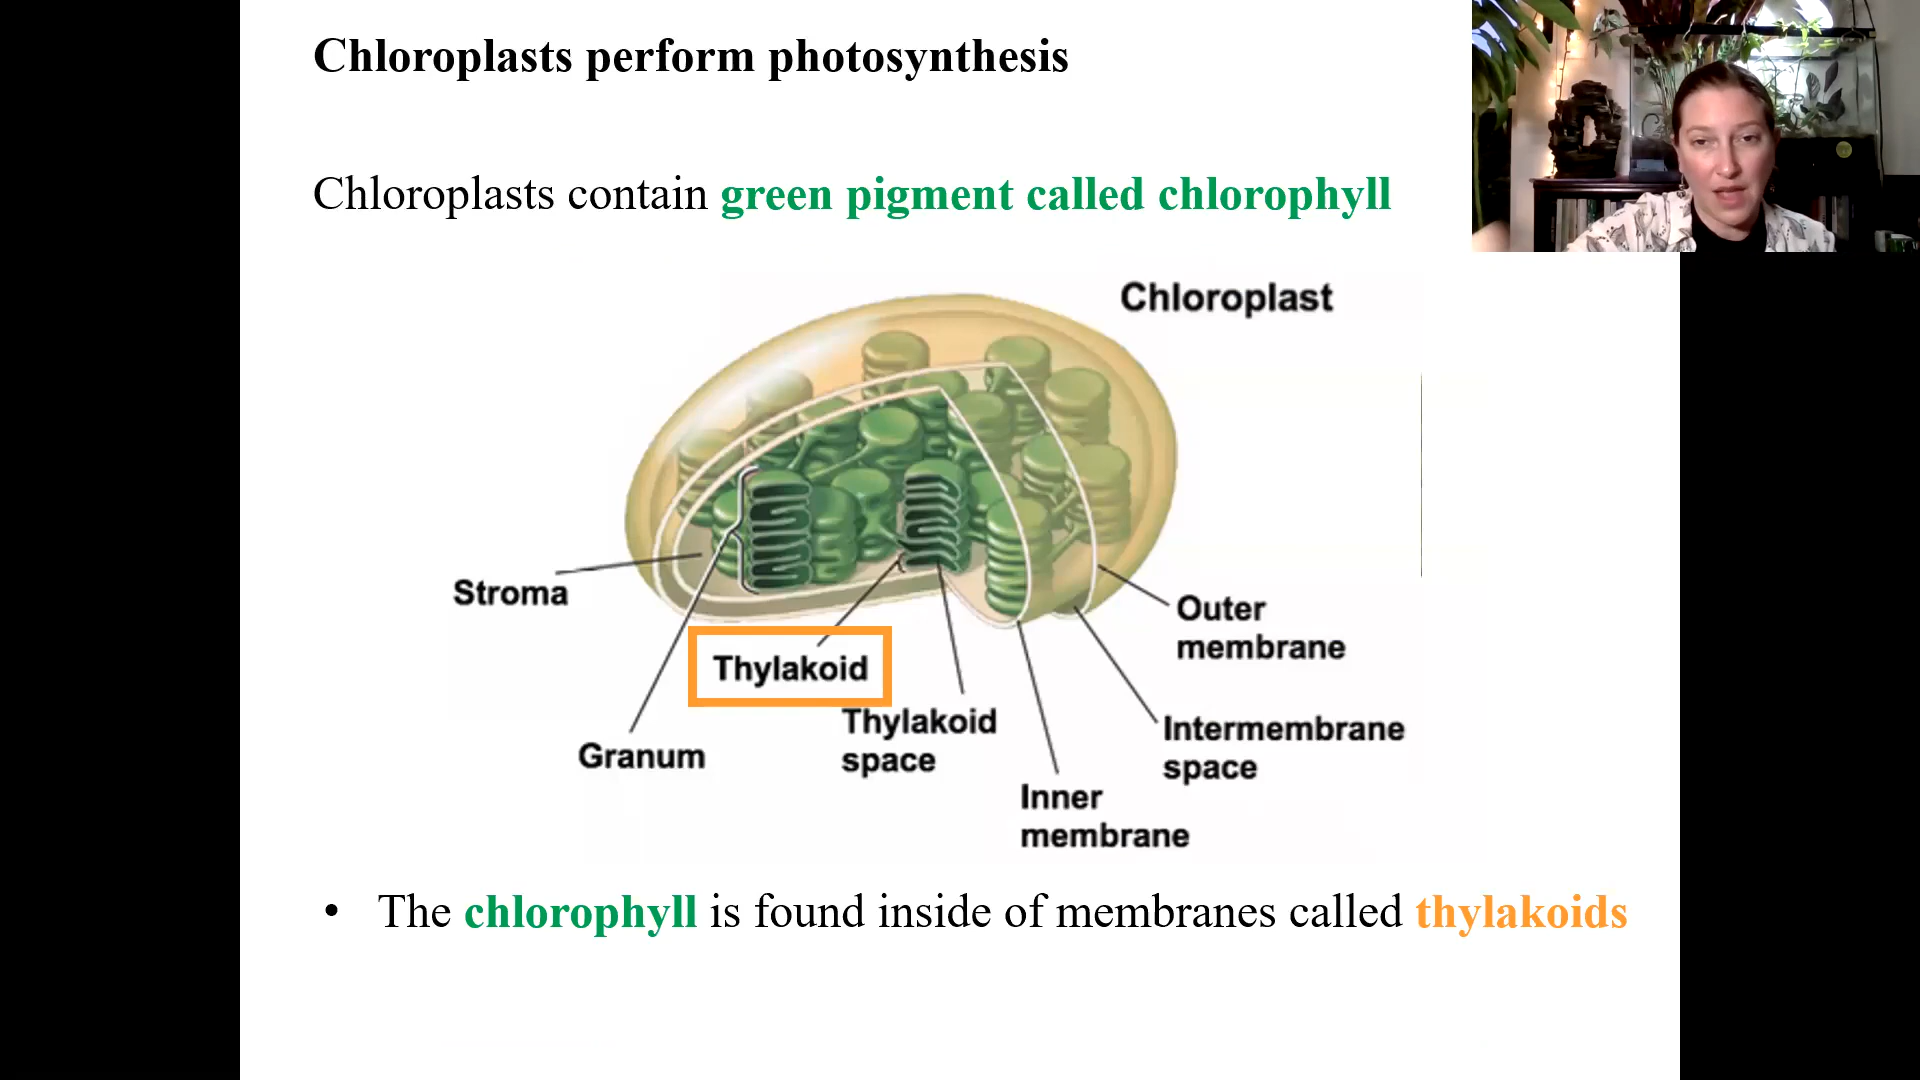 Chloroplasts perform photosynthesis
Chloroplasts contain green pigment called chlorophyll
Chloroplast
Stroma
Thylakoid
Granum
Thylakoid
space
Outer
membrane
Intermembrane
space
Inner
membrane
• The chlorophyll is found inside of membranes called thylakoids